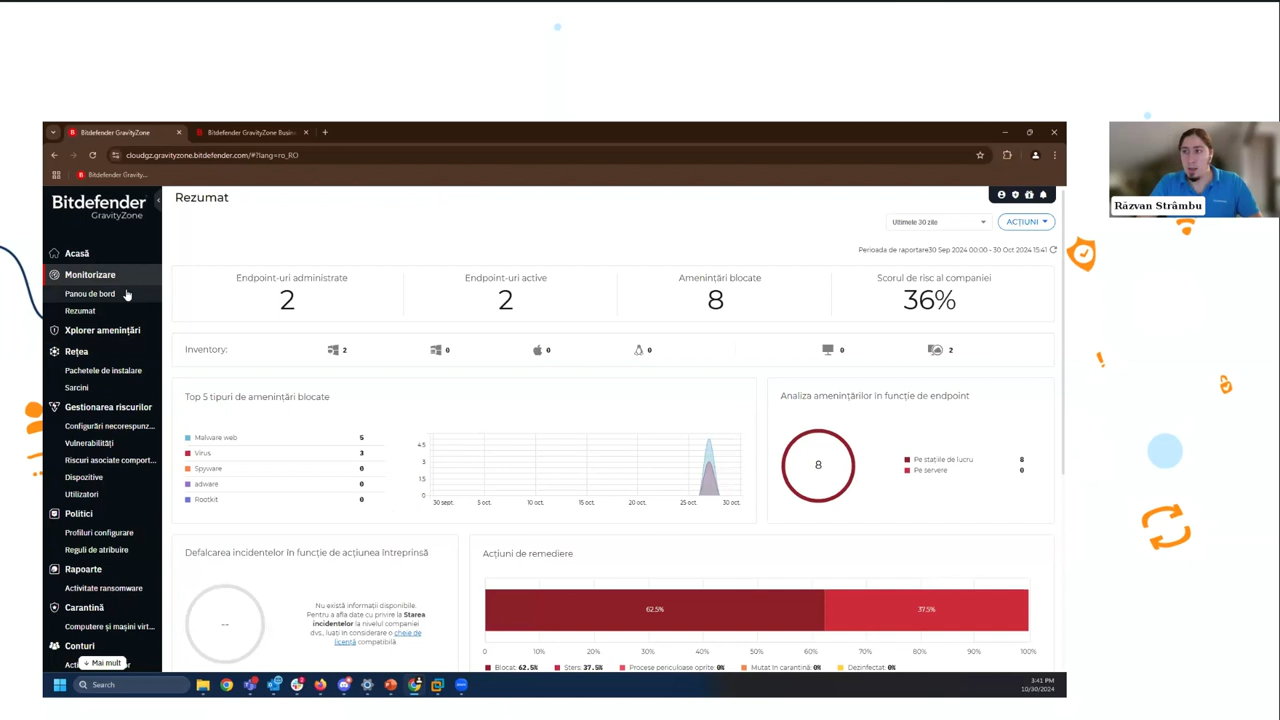 Bitdefender GravityZone
Bitdefender GravityZone Busin
cloudgz.gravityzone.bitdefender.com/#?lang=ro_RO
Bitdefender Gravity...
Bitdefender
GravityZone
Acasă
Monitorizare
Panou de bord
Rezumat
Xplorer amenințări
Rețea
Pachetele de instalare
Sarcini
Gestionarea riscurilor
Configurări necorespunz...
Vulnerabilități
Riscuri asociate comport...
Dispozitive
Utilizatori
Politici
Profiluri configurare
Reguli de atribuire
Rapoarte
Activitate ransomware
Carantină
Computere și mașini virt...
Conturi
Mai mult
Rezumat
Ultimele 30 zile
ACȚIUNI
Perioada de raportare30 Sep 2024 00:00 - 30 Oct 2024 15:41
Endpoint-uri administrate
2
Endpoint-uri active
2
Amenințări blocate
8
Scorul de risc al companiei
36%
Inventory:
2
0
0
0
0
2
Top 5 tipuri de amenințări blocate
Malware web 5
Virus 3
Spyware 0
adware 0
Rootkit 0
4.5
3
1.5
0
30 sept. 5 oct. 10 oct. 15 oct. 20 oct. 25 oct. 30 oct.
Analiza amenințărilor în funcție de endpoint
8
Pe stațiile de lucru 8
Pe servere 0
Defalcarea incidentelor în funcție de acțiunea întreprinsă
--
Nu există informații disponibile.
Pentru a afla date cu privire la Starea
incidentelor la nivelul companiei
dvs., luați în considerare o cheie de
licență compatibilă.
Acțiuni de remediere
62.5% 37.5%
0 10% 20% 30% 40% 50% 60% 70% 80% 90% 100%
Blocat: 62.5% Șters: 37.5% Procese periculoase oprite: 0% Mutat în carantină: 0% Dezinfectat: 0%
Search
3:41 PM
10/30/2024
Răzvan Strâmbu